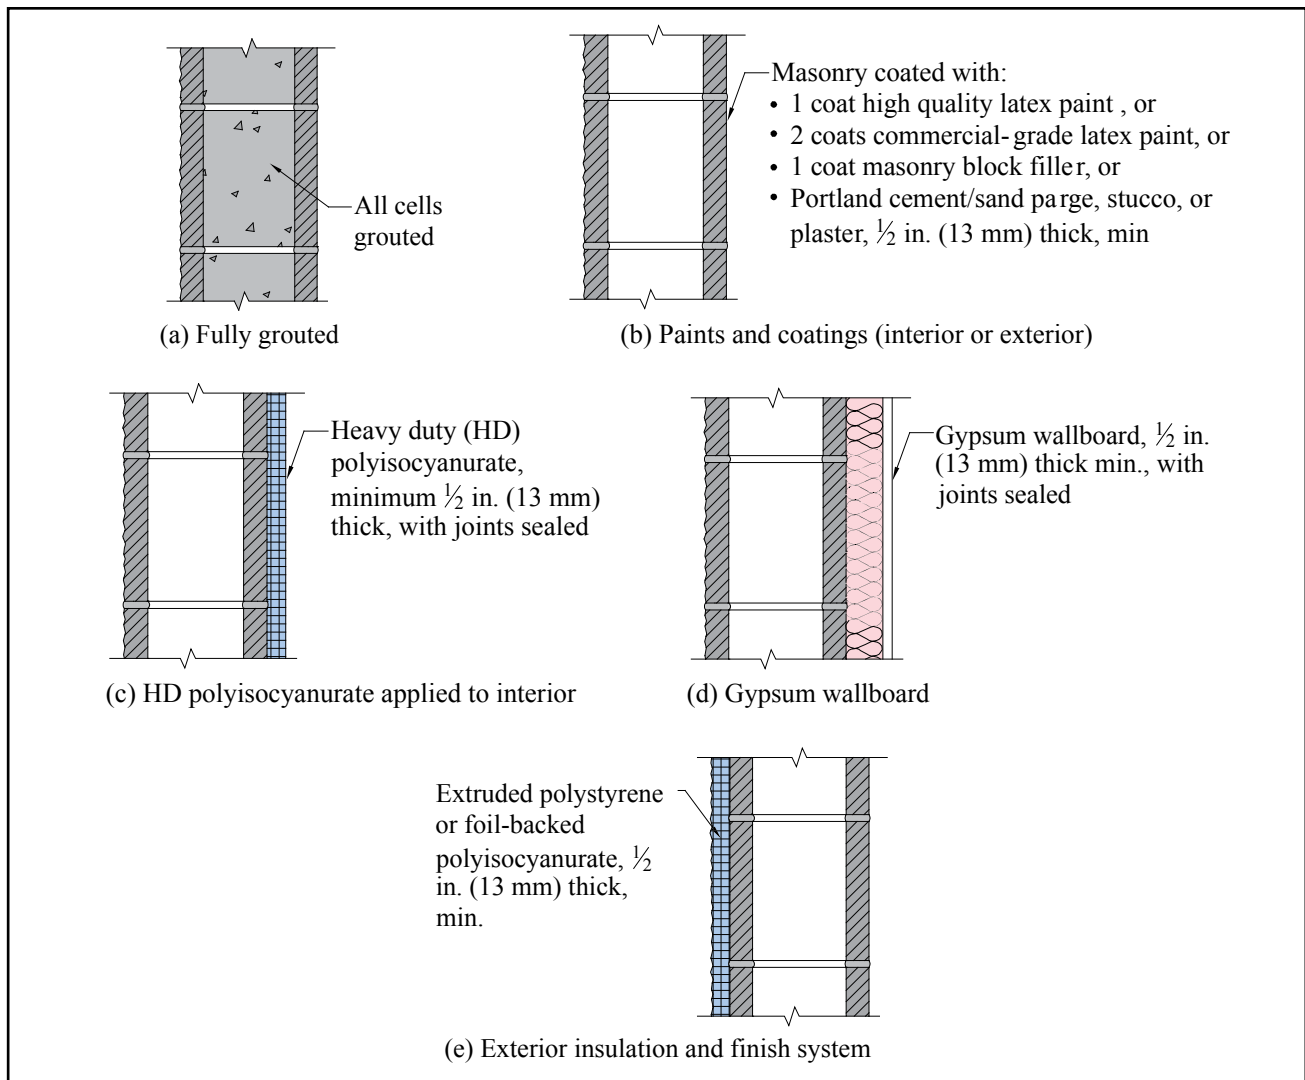 All cells
grouted
(a) Fully grouted
Masonry coated with:
• 1 coat high quality latex paint , or
• 2 coats commercial-grade latex paint, or
• 1 coat masonry block filler, or
• Portland cement/sand parge, stucco, or
plaster, ½ in. (13 mm) thick, min
(b) Paints and coatings (interior or exterior)
Heavy duty (HD)
polyisocyanurate,
minimum ½ in. (13 mm)
thick, with joints sealed
(c) HD polyisocyanurate applied to interior
Gypsum wallboard, ½ in.
(13 mm) thick min., with
joints sealed
(d) Gypsum wallboard
Extruded polystyrene
or foil-backed
polyisocyanurate, ½
in. (13 mm) thick,
min.
(e) Exterior insulation and finish system